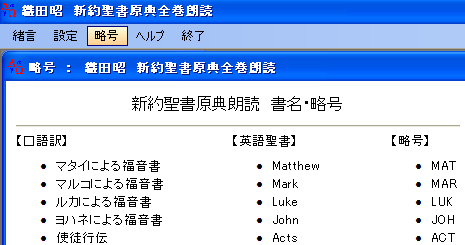 織田昭 新約聖書原典全巻朗読
緒言 設定 略号 ヘルプ 終了
略号 : 織田昭 新約聖書原典全巻朗読
新約聖書原典朗読 書名・略号
【口語訳】 【英語聖書】 【略号】
• マタイによる福音書 • Matthew • MAT
• マルコによる福音書 • Mark • MAR
• ルカによる福音書 • Luke • LUK
• ヨハネによる福音書 • John • JOH
• 使徒行伝 • Acts • ACT